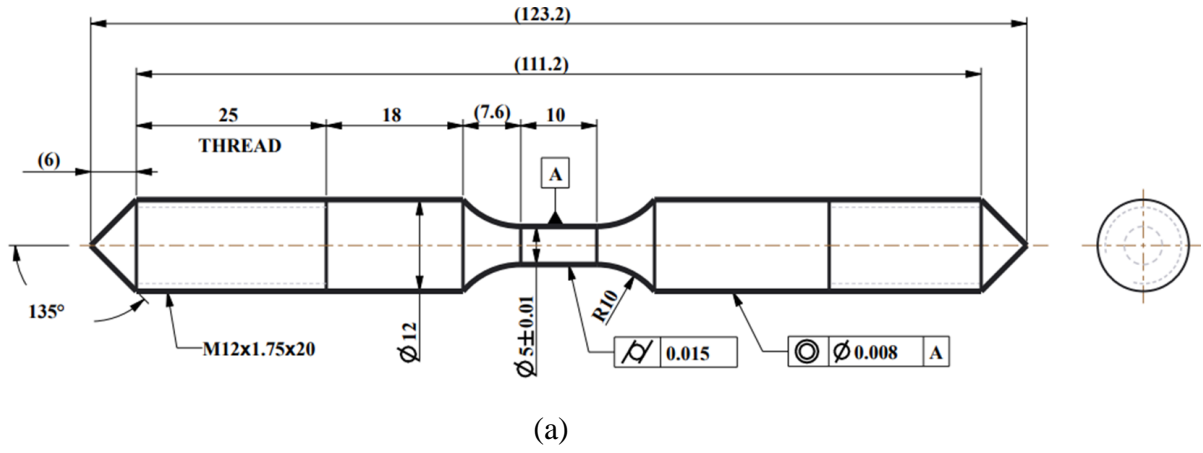 (123.2)
(111.2)
25
18
(7.6)
10
THREAD
(6)
A
135°
M12x1.75x20
Ø12
Ø5±0.01
R10
0.015
Ø0.008 A
(a)